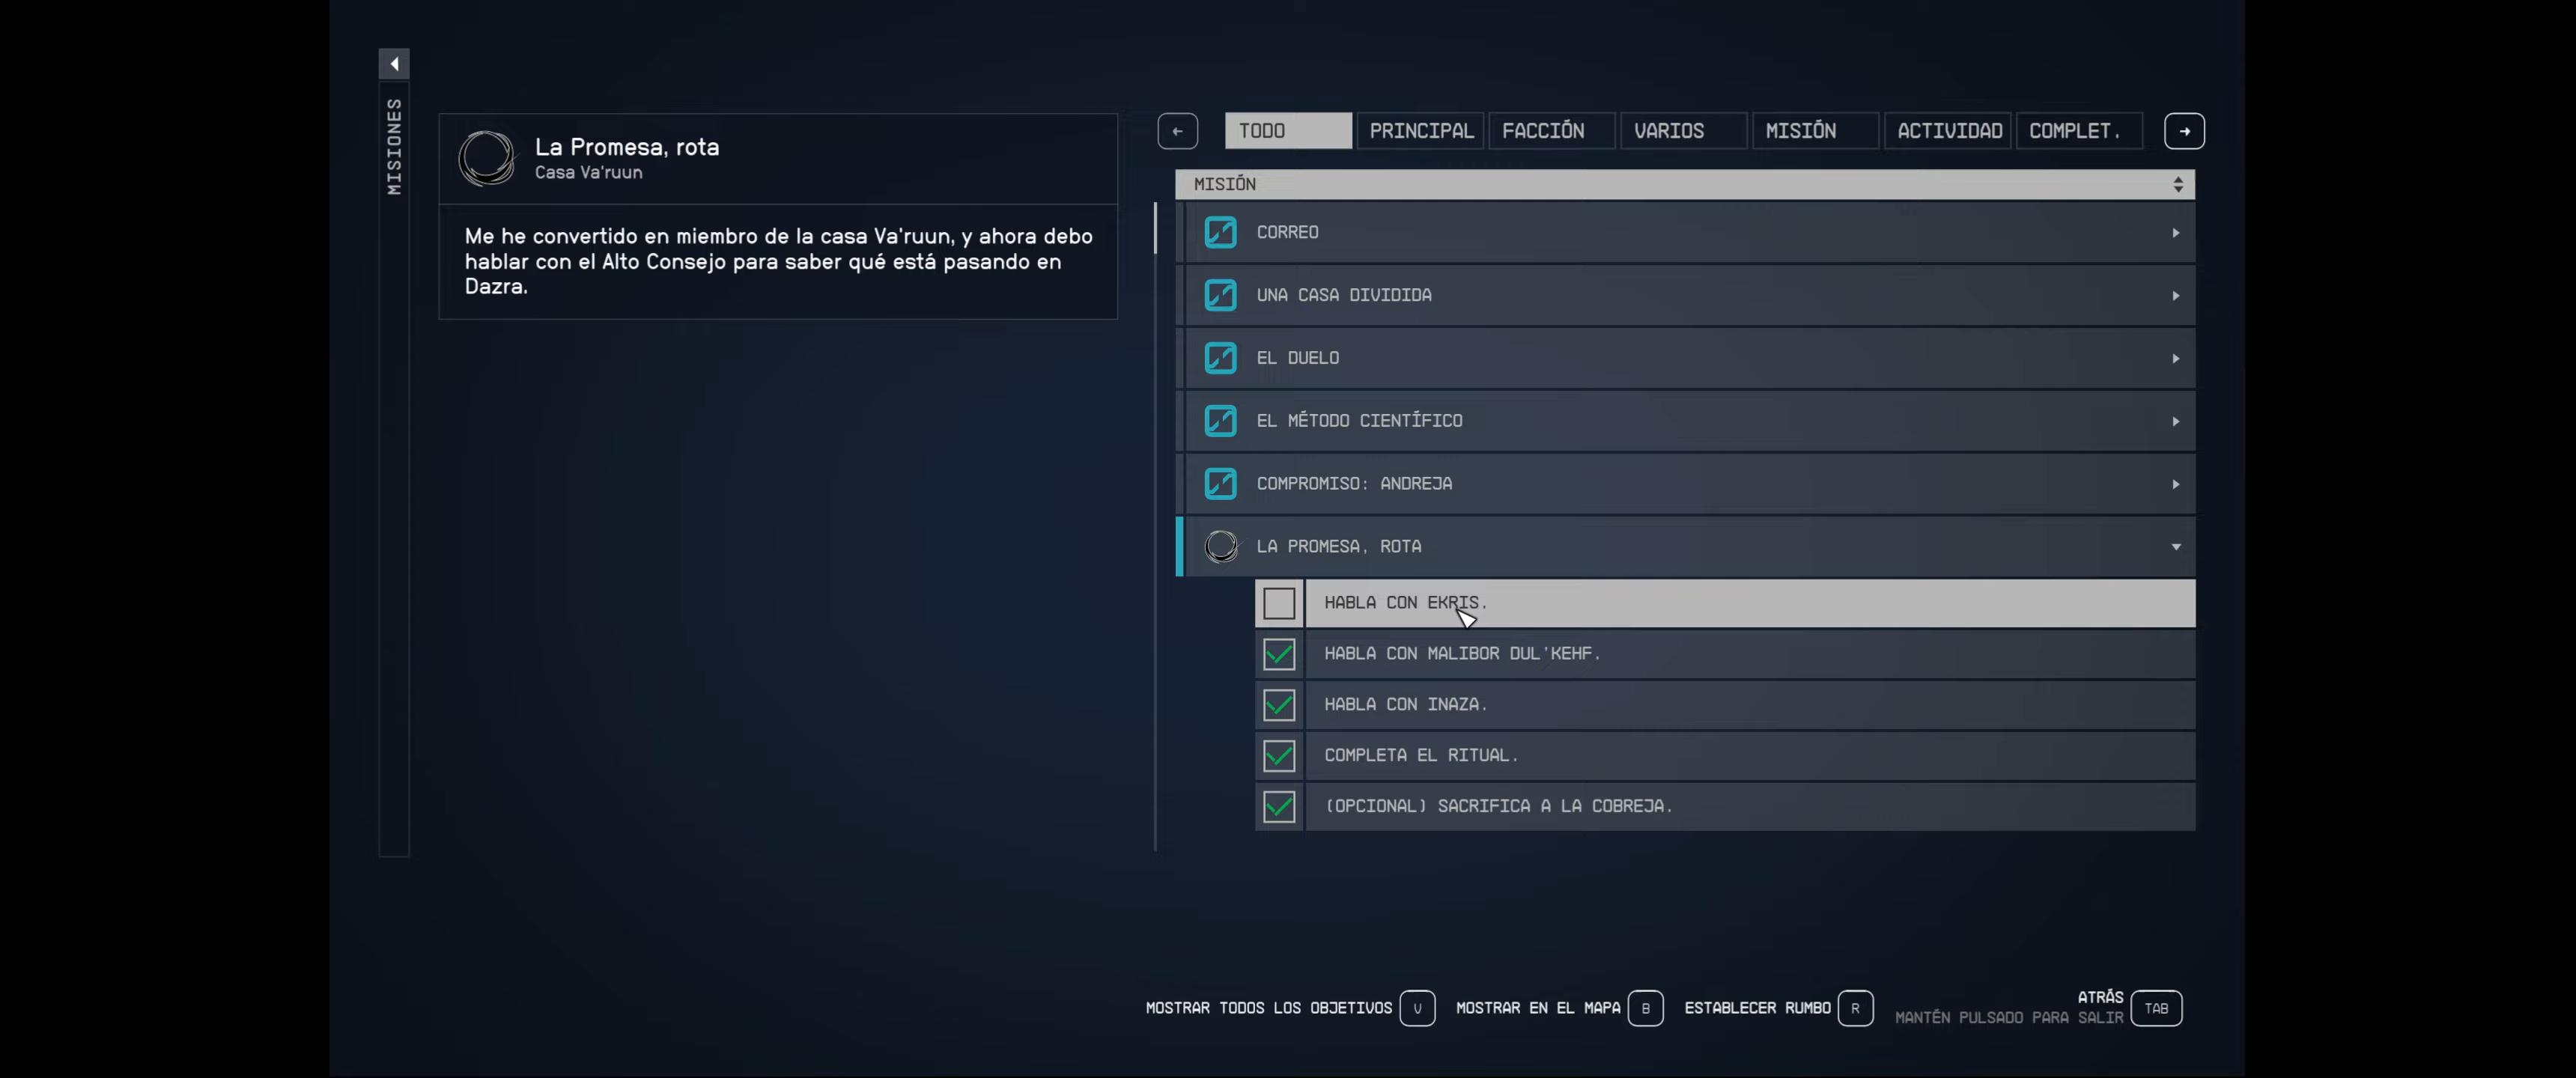 MISIONES
La Promesa, rota
Casa Va'ruun
Me he convertido en miembro de la casa Va'ruun, y ahora debo
hablar con el Alto Consejo para saber qué está pasando en
Dazra.
TODO
PRINCIPAL
FACCIÓN
VARIOS
MISIÓN
ACTIVIDAD
COMPLET.
MISIÓN
CORREO
UNA CASA DIVIDIDA
EL DUELO
EL MÉTODO CIENTÍFICO
COMPROMISO: ANDREJA
LA PROMESA, ROTA
HABLA CON EKRIS.
HABLA CON MALIBOR DUL'KEHF.
HABLA CON INAZA.
COMPLETA EL RITUAL.
(OPCIONAL) SACRIFICA A LA COBREJA.
MOSTRAR TODOS LOS OBJETIVOS V
MOSTRAR EN EL MAPA B
ESTABLECER RUMBO R
ATRÁS
MANTÉN PULSADO PARA SALIR
TAB